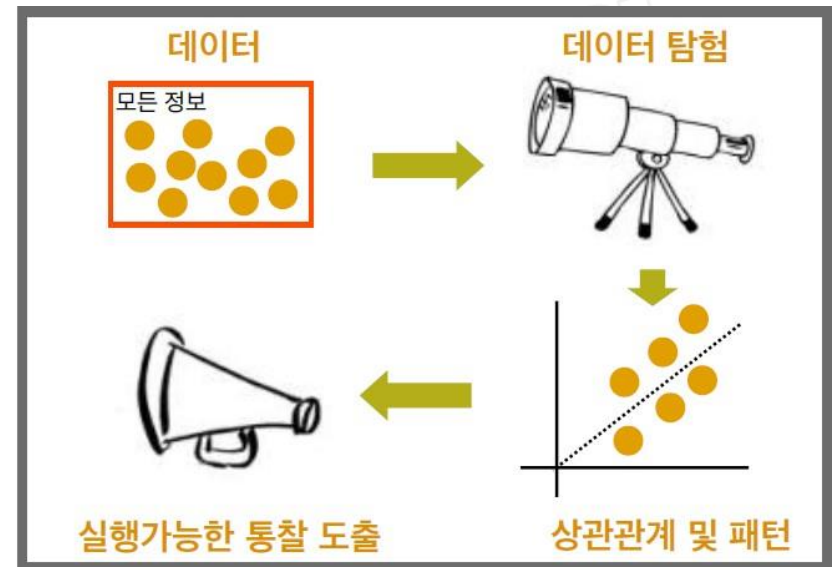 데이터
모든 정보
데이터 탐험
상관관계 및 패턴
실행가능한 통찰 도출